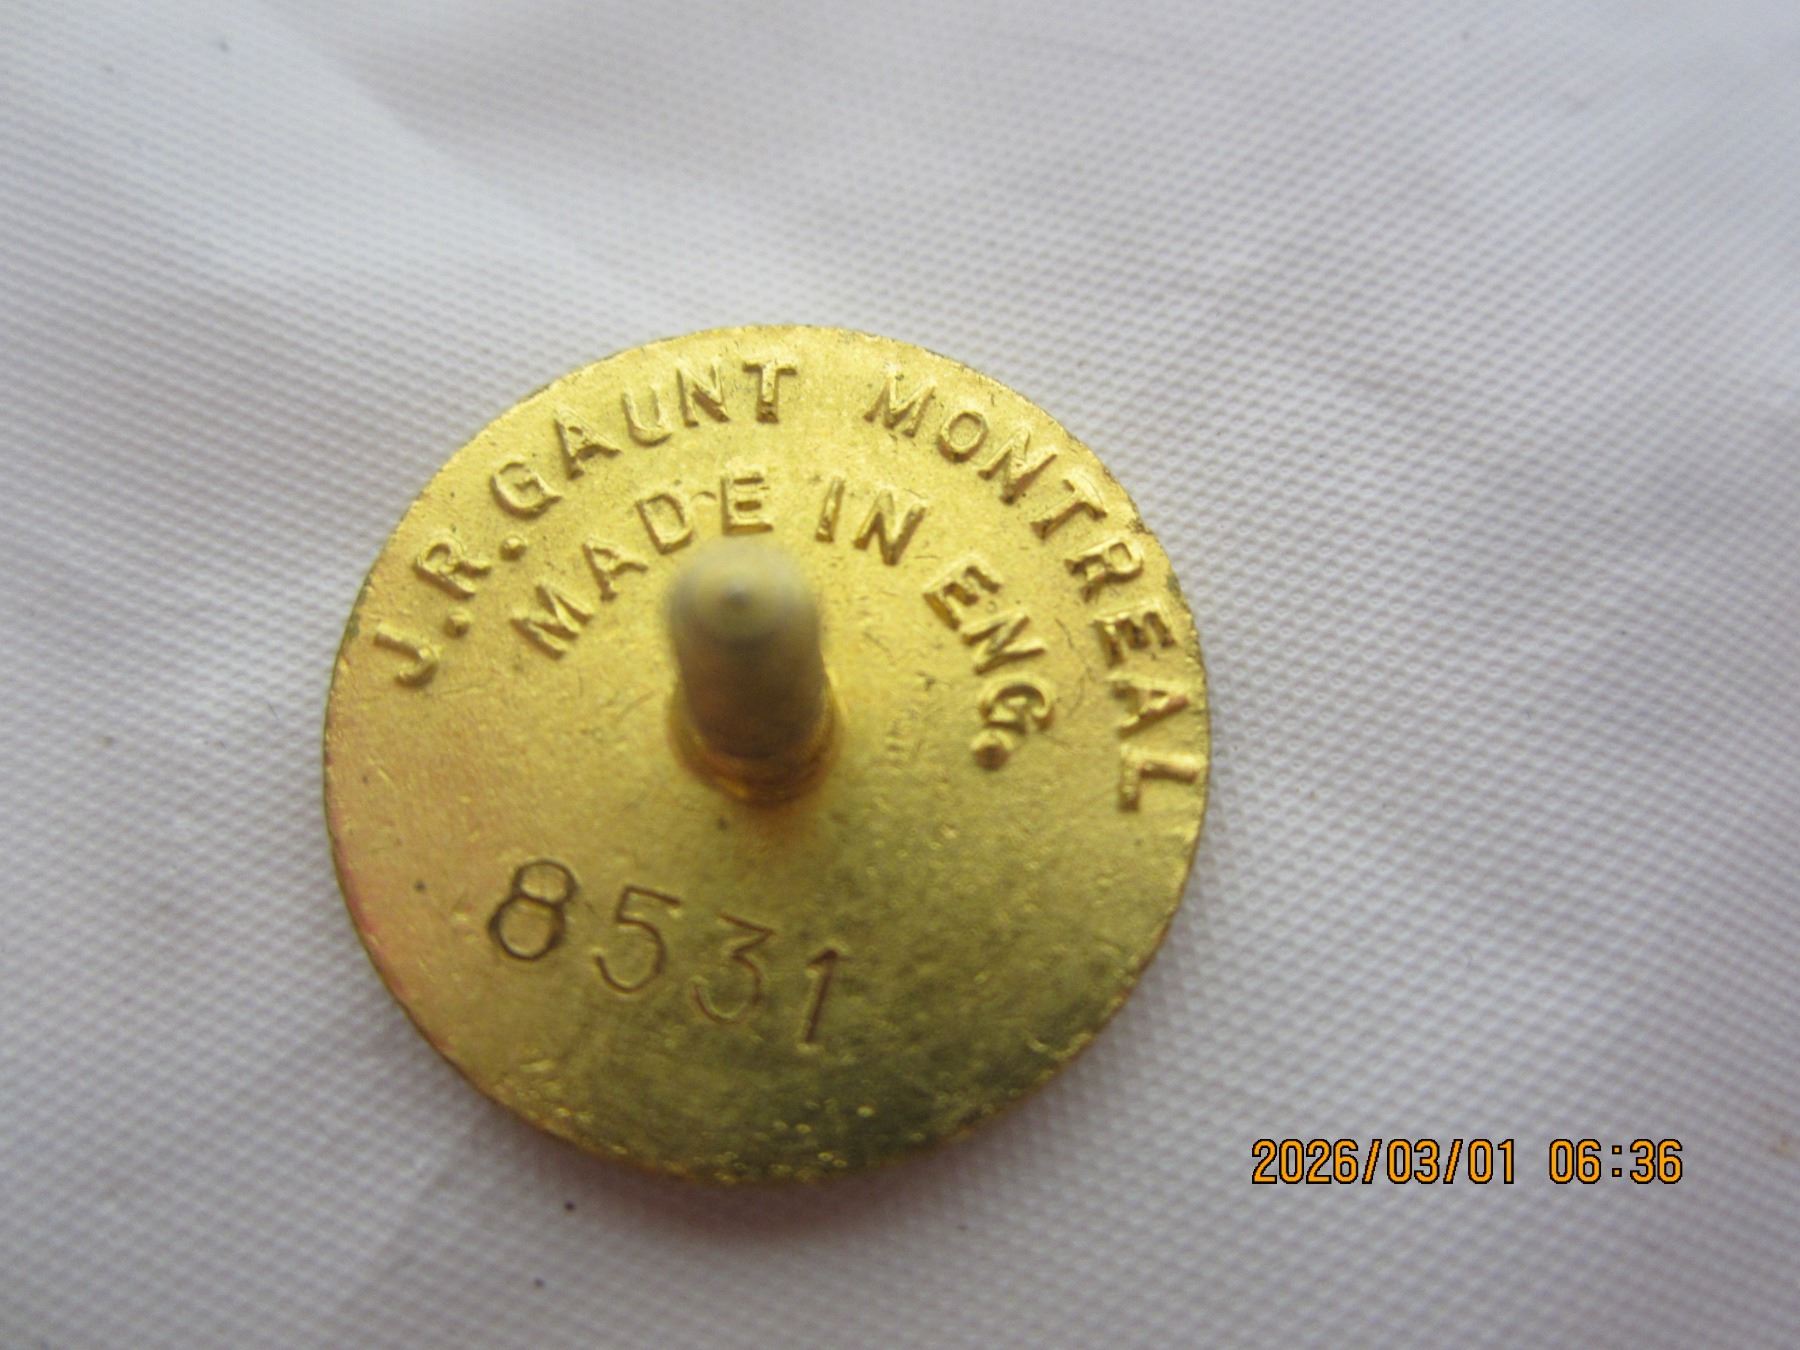 J.R.GAUNT MONTREAL
MADE IN ENG.
8531
2026/03/01 06:36